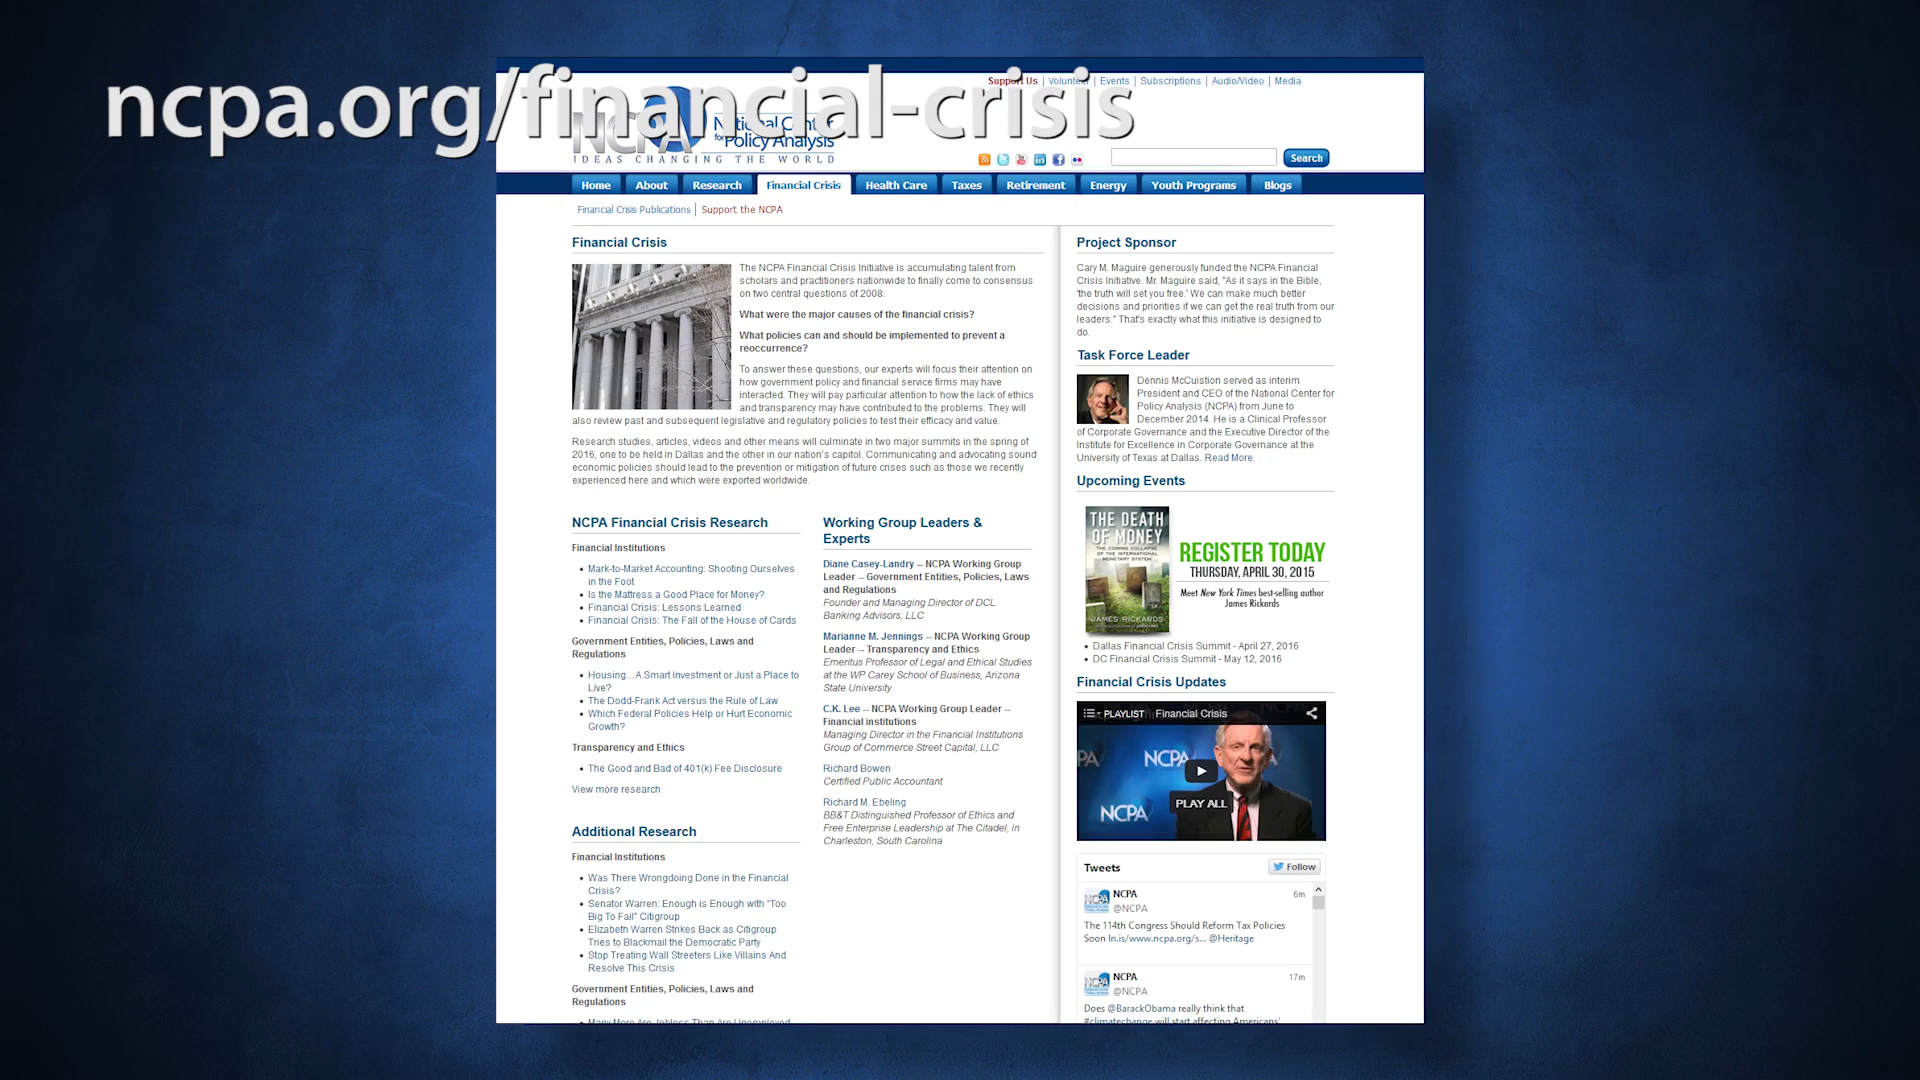 ncpa.org/financial-crisis
Support Us | Volunteer | Events | Subscriptions | Audio/Video | Media
NCPA National Center
for Policy Analysis
IDEAS CHANGING THE WORLD
Search
Home About Research Financial Crisis Health Care Taxes Retirement Energy Youth Programs Blogs
Financial Crisis Publications | Support the NCPA
Financial Crisis
The NCPA Financial Crisis Initiative is accumulating talent from
scholars and practitioners nationwide to finally come to consensus
on two central questions of 2008:
What were the major causes of the financial crisis?
What policies can and should be implemented to prevent a
reoccurrence?
To answer these questions, our experts will focus their attention on
how government policy and financial service firms may have
interacted. They will pay particular attention to how the lack of ethics
and transparency may have contributed to the problems. They will
also review past and subsequent legislative and regulatory policies to test their efficacy and value.
Research studies, articles, videos and other means will culminate in two major summits in the spring of
2016, one to be held in Dallas and the other in our nation's capitol. Communicating and advocating sound
economic policies should lead to the prevention or mitigation of future crises such as those we recently
experienced here and which were exported worldwide.
NCPA Financial Crisis Research
Financial Institutions
• Mark-to-Market Accounting: Shooting Ourselves
in the Foot
• Is the Mattress a Good Place for Money?
• Financial Crisis: Lessons Learned
• Financial Crisis: The Fall of the House of Cards
Government Entities, Policies, Laws and
Regulations
• Housing...A Smart Investment or Just a Place to
Live?
• The Dodd-Frank Act versus the Rule of Law
• Which Federal Policies Help or Hurt Economic
Growth?
Transparency and Ethics
• The Good and Bad of 401(k) Fee Disclosure
View more research
Additional Research
Financial Institutions
• Was There Wrongdoing Done in the Financial
Crisis?
• Senator Warren: Enough is Enough with "Too
Big To Fail" Citigroup
• Elizabeth Warren Strikes Back as Citigroup
Tries to Blackmail the Democratic Party
• Stop Treating Wall Streeters Like Villains And
Resolve This Crisis
Government Entities, Policies, Laws and
Regulations
• Many More Are Jobless Than Are Unemployed
Working Group Leaders &
Experts
Diane Casey-Landry -- NCPA Working Group
Leader -- Government Entities, Policies, Laws
and Regulations
Founder and Managing Director of DCL
Banking Advisors, LLC
Marianne M. Jennings -- NCPA Working Group
Leader -- Transparency and Ethics
Emeritus Professor of Legal and Ethical Studies
at the WP Carey School of Business, Arizona
State University
C.K. Lee -- NCPA Working Group Leader --
Financial institutions
Managing Director in the Financial Institutions
Group of Commerce Street Capital, LLC
Richard Bowen
Certified Public Accountant
Richard M. Ebeling
BB&T Distinguished Professor of Ethics and
Free Enterprise Leadership at The Citadel, in
Charleston, South Carolina
Project Sponsor
Cary M. Maguire generously funded the NCPA Financial
Crisis Initiative. Mr. Maguire said, "As it says in the Bible,
'the truth will set you free.' We can make much better
decisions and priorities if we can get the real truth from our
leaders." That's exactly what this initiative is designed to
do.
Task Force Leader
Dennis McCuistion served as interim
President and CEO of the National Center for
Policy Analysis (NCPA) from June to
December 2014. He is a Clinical Professor
of Corporate Governance and the Executive Director of the
Institute for Excellence in Corporate Governance at the
University of Texas at Dallas. Read More.
Upcoming Events
THE DEATH
OF MONEY
THE COMING COLLAPSE
OF THE INTERNATIONAL
MONETARY SYSTEM
JAMES RICKARDS
REGISTER TODAY
THURSDAY, APRIL 30, 2015
Meet New York Times best-selling author
James Rickards
• Dallas Financial Crisis Summit - April 27, 2016
• DC Financial Crisis Summit - May 12, 2016
Financial Crisis Updates
PLAYLIST Financial Crisis
NCPA
PLAY ALL
NCPA
Tweets Follow
NCPA 6m
@NCPA
The 114th Congress Should Reform Tax Policies
Soon ln.is/www.ncpa.org/s... @Heritage
NCPA 17m
@NCPA
Does @BarackObama really think that
#climatechange will start affecting Americans'